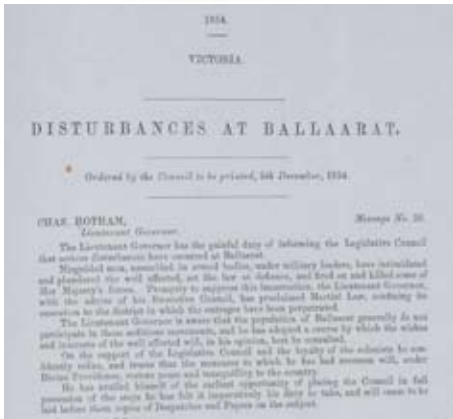 1854.
VICTORIA.
DISTURBANCES AT BALLAARAT.
Ordered by the Council to be printed, 5th December, 1854.
CHAS. HOTHAM, Message No. 
Lieutenant Governor.
The Lieutenant Governor has the painful duty of informing the Legislative Council
that serious disturbances have occurred at Ballarat.
Misguided men, assembled in armed bodies, under military leaders, have intimidated
and plundered the well affected, set the law at defiance, and fired on and killed some of
Her Majesty's forces. Promptly to suppress this insurrection, the Lieutenant Governor,
with the advice of his Executive Council, has proclaimed Martial Law, confining its
execution to the district in which the outrages have been perpetrated.
The Lieutenant Governor is aware that the population of Ballarat generally do not
participate in these seditious movements, and he has adopted a course by which the wishes
and interests of the well affected will, in his opinion, best be consulted.
On the support of the Legislative Council and the loyalty of the colonists he con-
fidently relies, and trusts that the measures to which he has had recourse will, under
Divine Providence, restore peace and tranquillity to the country.
He has availed himself of the earliest opportunity of placing the Council in full
possession of the steps he has felt it imperatively his duty to take, and will cause to be
laid before them copies of Despatches and Papers on the subject.